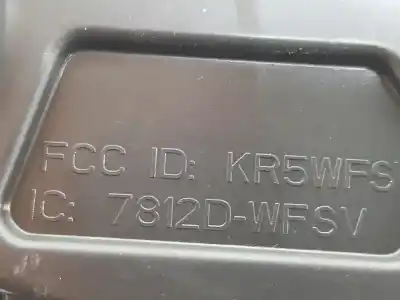 FCC ID: KR5WFS
IC: 7812D-WFSV